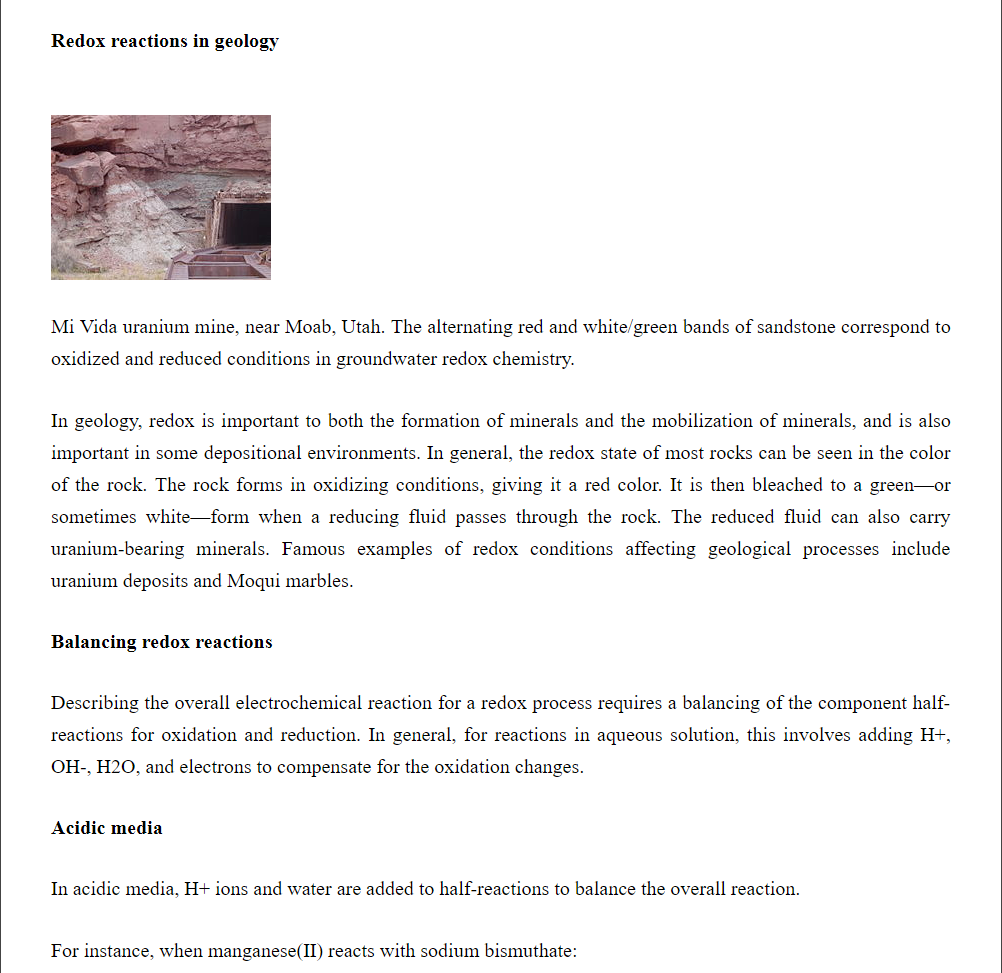 Redox reactions in geology
Mi Vida uranium mine, near Moab, Utah. The alternating red and white/green bands of sandstone correspond to
oxidized and reduced conditions in groundwater redox chemistry.
In geology, redox is important to both the formation of minerals and the mobilization of minerals, and is also
important in some depositional environments. In general, the redox state of most rocks can be seen in the color
of the rock. The rock forms in oxidizing conditions, giving it a red color. It is then bleached to a green—or
sometimes white—form when a reducing fluid passes through the rock. The reduced fluid can also carry
uranium-bearing minerals. Famous examples of redox conditions affecting geological processes include
uranium deposits and Moqui marbles.
Balancing redox reactions
Describing the overall electrochemical reaction for a redox process requires a balancing of the component half-
reactions for oxidation and reduction. In general, for reactions in aqueous solution, this involves adding H+,
OH-, H2O, and electrons to compensate for the oxidation changes.
Acidic media
In acidic media, H+ ions and water are added to half-reactions to balance the overall reaction.
For instance, when manganese(II) reacts with sodium bismuthate: